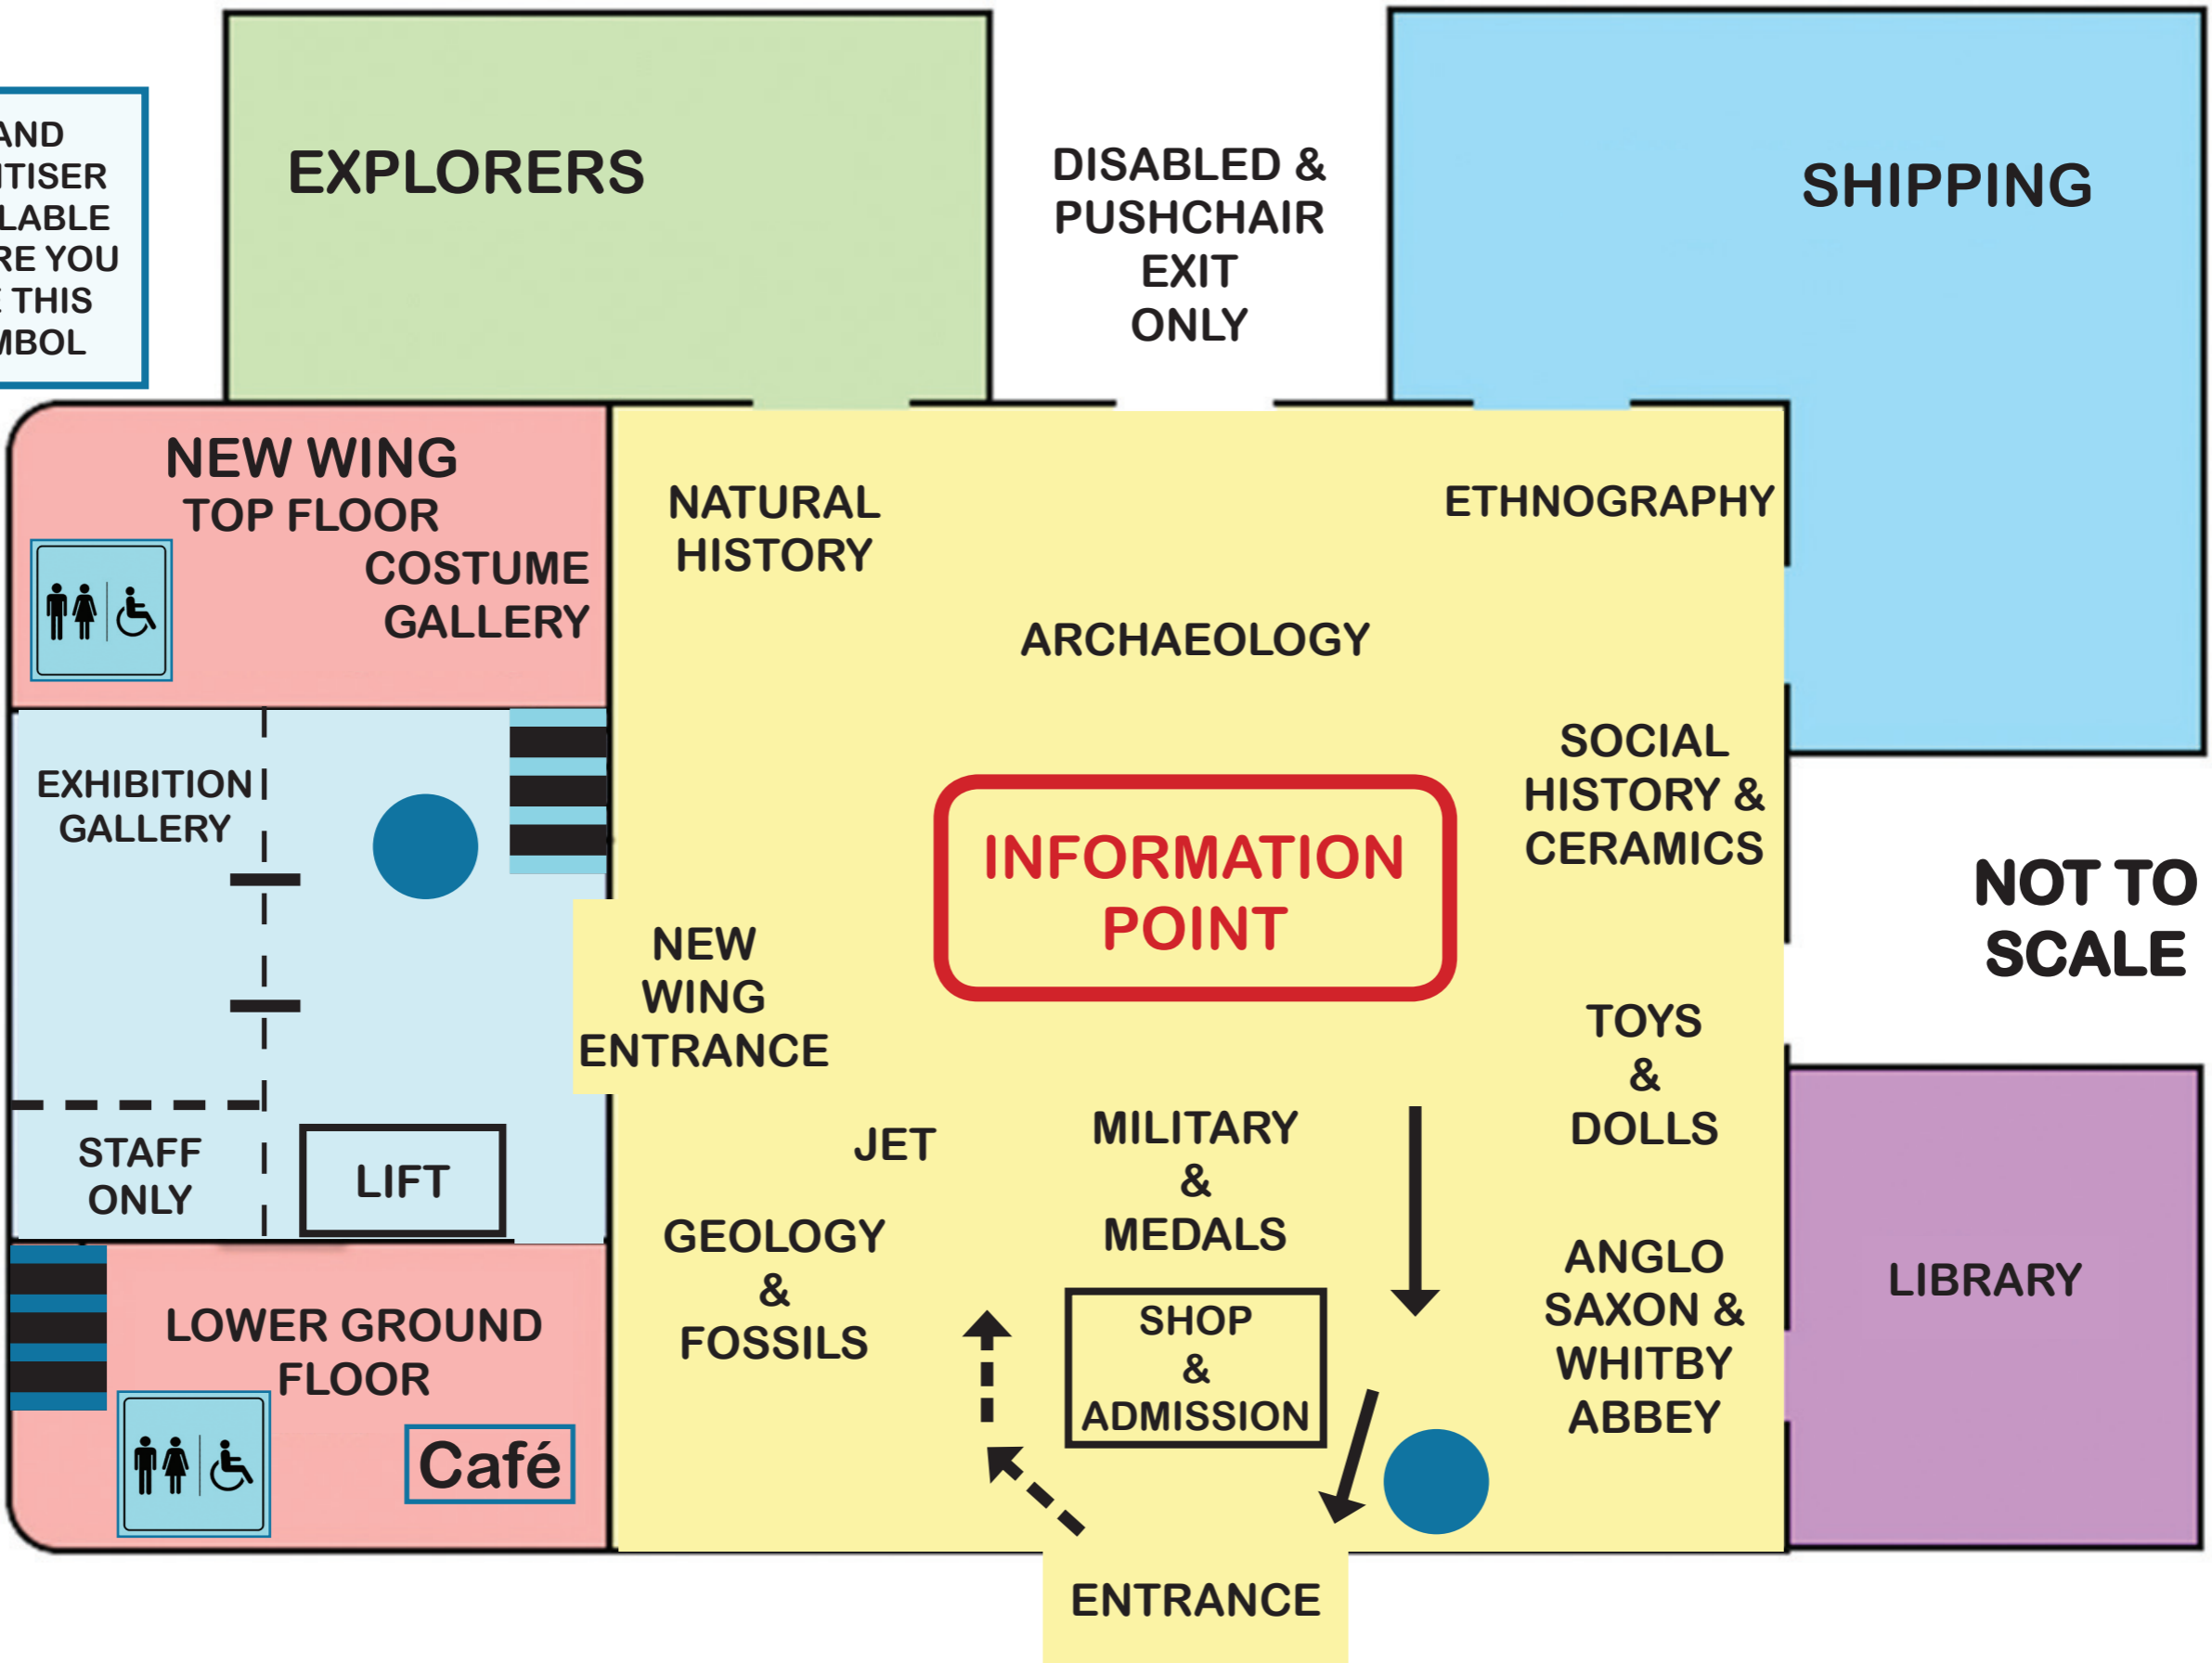 AND
TISER
LABLE
RE YOU
E THIS
MBOL
EXPLORERS
DISABLED &
PUSHCHAIR
EXIT
ONLY
SHIPPING
NEW WING
TOP FLOOR
COSTUME
GALLERY
NATURAL
HISTORY
ETHNOGRAPHY
ARCHAEOLOGY
EXHIBITION
GALLERY
SOCIAL
HISTORY &
CERAMICS
INFORMATION
POINT
NOT TO
SCALE
NEW
WING
ENTRANCE
TOYS
&
DOLLS
JET
MILITARY
&
MEDALS
STAFF
ONLY
LIFT
GEOLOGY
&
FOSSILS
ANGLO
SAXON &
WHITBY
ABBEY
LIBRARY
SHOP
&
ADMISSION
LOWER GROUND
FLOOR
Café
ENTRANCE